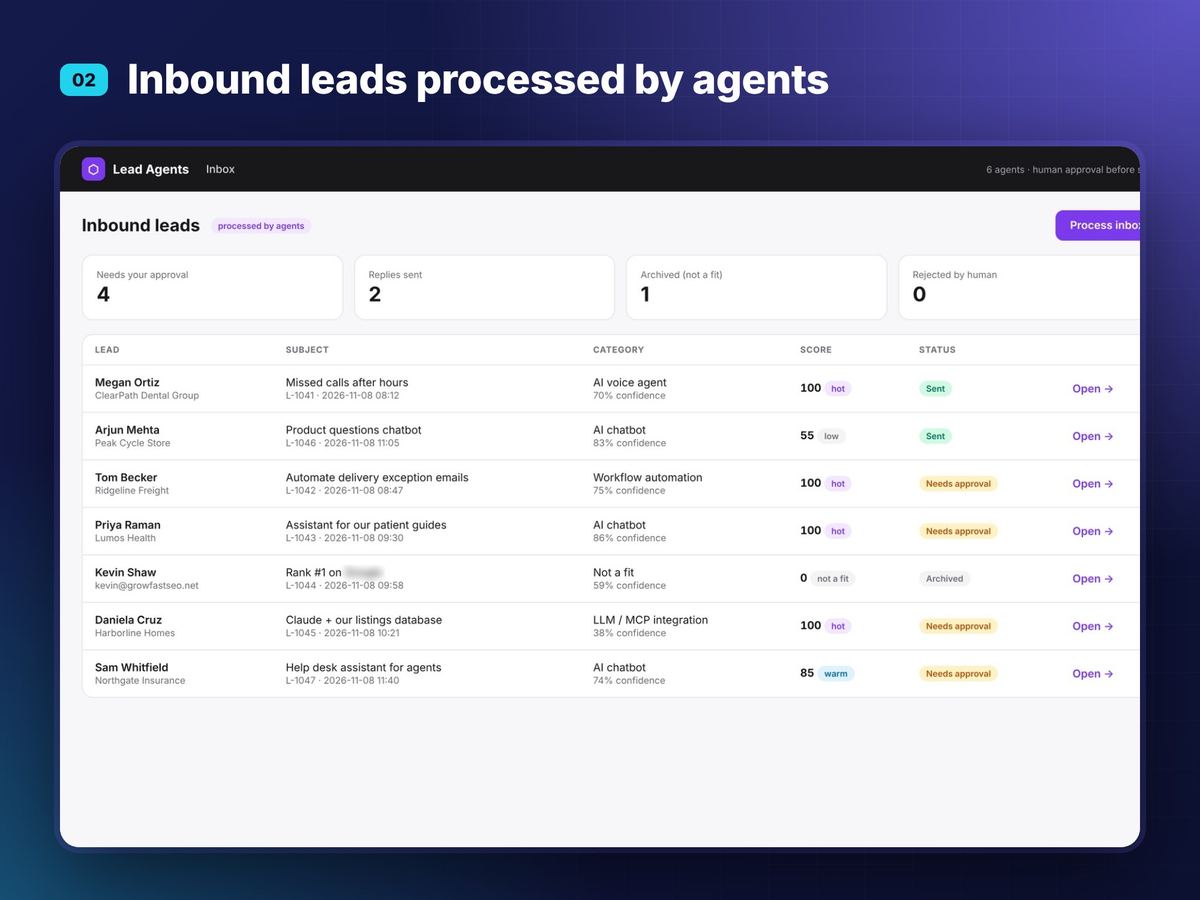 02 Inbound leads processed by agents
Lead Agents Inbox 6 agents · human approval before
Inbound leads processed by agents Process inbox
Needs your approval
4
Replies sent
2
Archived (not a fit)
1
Rejected by human
0
LEAD SUBJECT CATEGORY SCORE STATUS
Megan Ortiz Missed calls after hours AI voice agent 100 hot Sent Open →
ClearPath Dental Group L-1041 · 2026-11-08 08:12 70% confidence
Arjun Mehta Product questions chatbot AI chatbot 55 low Sent Open →
Peak Cycle Store L-1046 · 2026-11-08 11:05 83% confidence
Tom Becker Automate delivery exception emails Workflow automation 100 hot Needs approval Open →
Ridgeline Freight L-1042 · 2026-11-08 08:47 75% confidence
Priya Raman Assistant for our patient guides AI chatbot 100 hot Needs approval Open →
Lumos Health L-1043 · 2026-11-08 09:30 86% confidence
Kevin Shaw Rank #1 on Not a fit 0 not a fit Archived Open →
kevin@growfastseo.net L-1044 · 2026-11-08 09:58 59% confidence
Daniela Cruz Claude + our listings database LLM / MCP integration 100 hot Needs approval Open →
Harborline Homes L-1045 · 2026-11-08 10:21 38% confidence
Sam Whitfield Help desk assistant for agents AI chatbot 85 warm Needs approval Open →
Northgate Insurance L-1047 · 2026-11-08 11:40 74% confidence